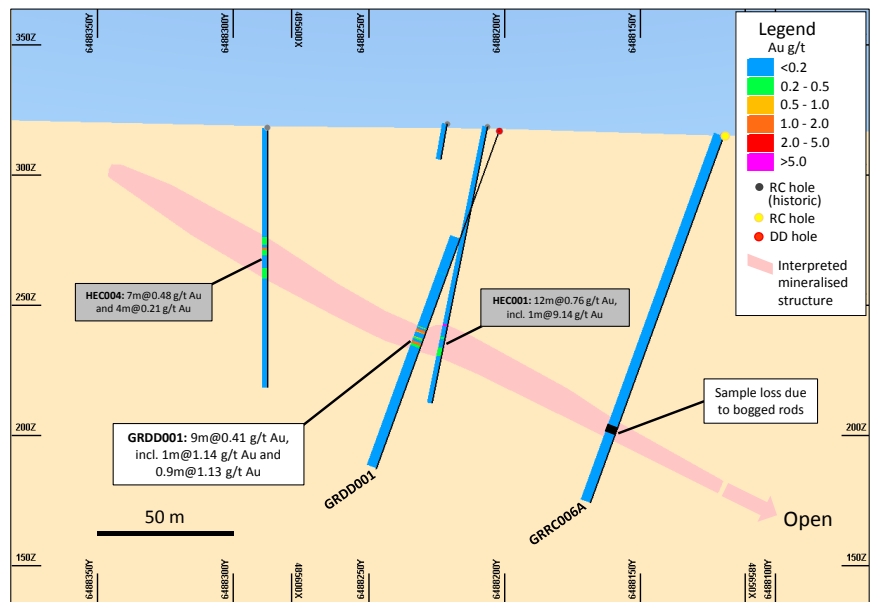 6488350Y
6488300Y
495600X
6488250Y
6488200Y
6488150Y
350Z
300Z
250Z
200Z
150Z
Legend
Au g/t
<0.2
0.2 - 0.5
0.5 - 1.0
1.0 - 2.0
2.0 - 5.0
>5.0
RC hole
(historic)
RC hole
DD hole
Interpreted
mineralised
structure
HEC004: 7m@0.48 g/t Au
and 4m@0.21 g/t Au
HEC001: 12m@0.76 g/t Au,
incl. 1m@9.14 g/t Au
GRDD001: 9m@0.41 g/t Au,
incl. 1m@1.14 g/t Au and
0.9m@1.13 g/t Au
Sample loss due
to bogged rods
GRDD001
GRRC006A
Open
50 m
300Z
250Z
200Z
150Z
6488350Y
6488300Y
495600X
6488250Y
6488200Y
6488150Y
495650X
6488100Y